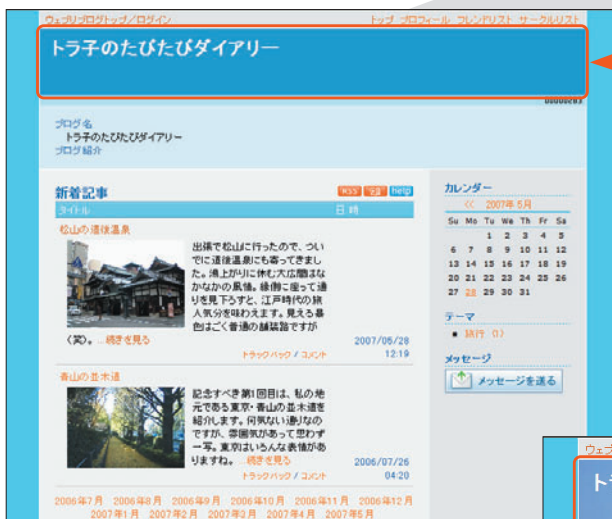 ウェブリブログトップ/ログイン
トップ プロフィール フレンドリスト サークルリスト
トラ子のたびたびダイアリー
00000283
ブログ名
トラ子のたびたびダイアリー
ブログ紹介
新着記事
RSS
help
タイトル
日 時
松山の道後温泉
出張で松山に行ったので、つい
でに道後温泉にも寄ってきまし
た。湯上がりに休む大広間はな
かなかの風情。縁側に座って通
りを見下ろすと、江戸時代の旅
人気分を味わえます。見える景
色はごく普通の舗装路ですが
(笑)。 ...続きを見る
2007/05/28
トラックバック / コメント
12:19
青山の並木道
記念すべき第1回目は、私の地
元である東京・青山の並木道を
紹介します。何気ない通りなの
ですが、雰囲気があって思わず
一写。東京はいろんな表情があ
りますね。 ...続きを見る
2006/07/26
トラックバック / コメント
04:20
2006年7月 2006年8月 2006年9月 2006年10月 2006年11月 2006年12月
2007年1月 2007年2月 2007年3月 2007年4月 2007年5月
カレンダー
<< 2007年 5月
Su Mo Tu We Th Fr Sa
1 2 3 4 5
6 7 8 9 10 11 12
13 14 15 16 17 18 19
20 21 22 23 24 25 26
27 28 29 30 31
テーマ
旅行 (1)
メッセージ
メッセージを送る
ウェブ
トラ